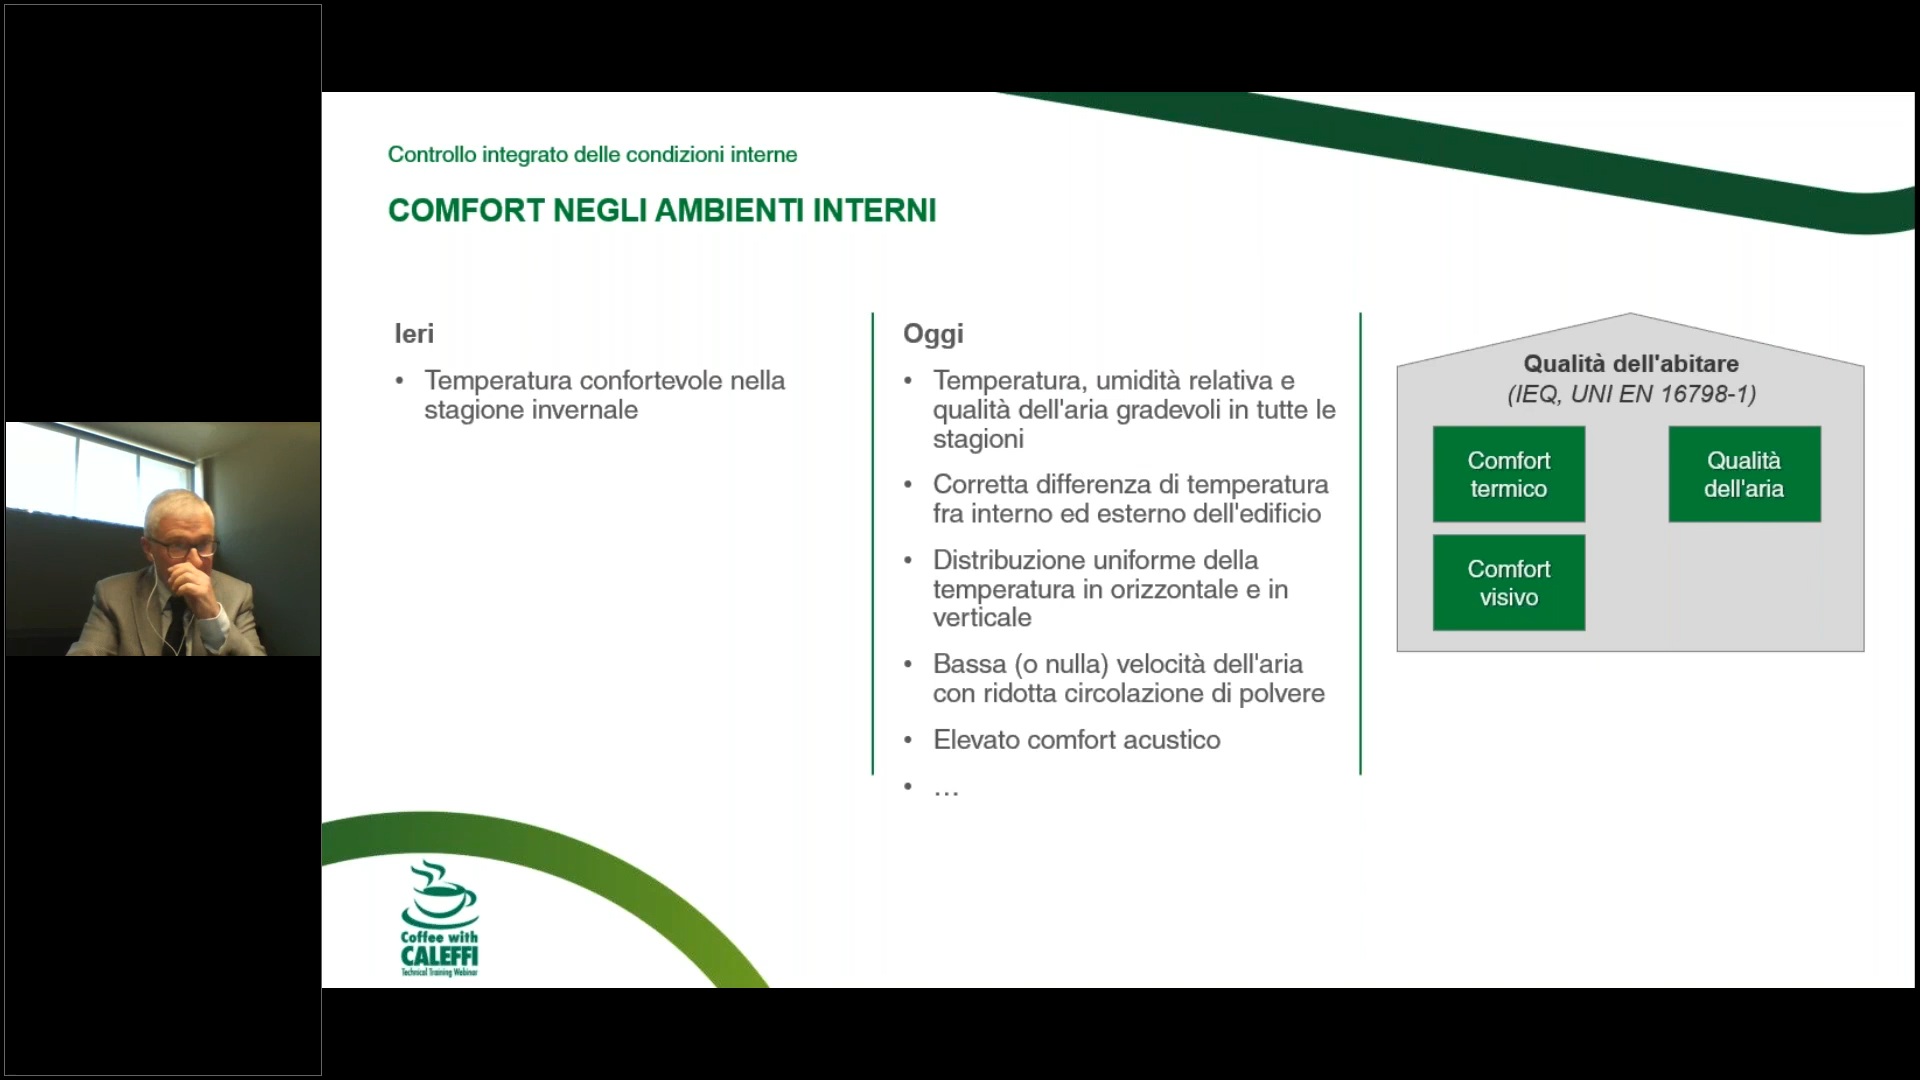 Controllo integrato delle condizioni interne
COMFORT NEGLI AMBIENTI INTERNI
Ieri
• Temperatura confortevole nella
stagione invernale
Oggi
• Temperatura, umidità relativa e
qualità dell'aria gradevoli in tutte le
stagioni
• Corretta differenza di temperatura
fra interno ed esterno dell'edificio
• Distribuzione uniforme della
temperatura in orizzontale e in
verticale
• Bassa (o nulla) velocità dell'aria
con ridotta circolazione di polvere
• Elevato comfort acustico
• …
Qualità dell'abitare
(IEQ, UNI EN 16798-1)
Comfort
termico
Qualità
dell'aria
Comfort
visivo
Coffee with
CALEFFI
Technical Training Webinar